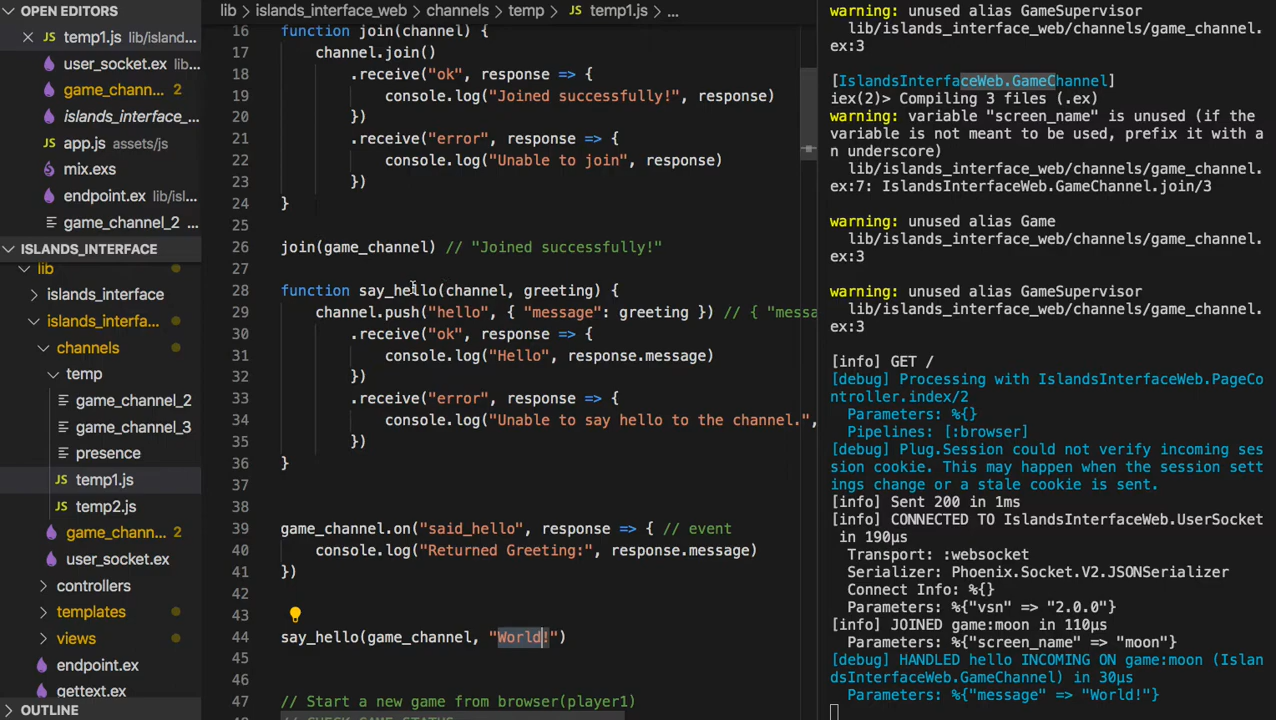 OPEN EDITORS
JS temp1.js lib/island...
user_socket.ex lib...
game_chann... 2
islands_interface_...
app.js assets/js
mix.exs
endpoint.ex lib/isl...
game_channel_2 ...
ISLANDS_INTERFACE
lib
islands_interface
islands_interfa...
channels
temp
game_channel_2
game_channel_3
presence
JS temp1.js
JS temp2.js
game_chann... 2
user_socket.ex
controllers
templates
views
endpoint.ex
gettext.ex
OUTLINE
lib > islands_interface_web > channels > temp > JS temp1.js > ...
16 function join(channel) {
17 channel.join()
18 .receive("ok", response => {
19 console.log("Joined successfully!", response)
20 })
21 .receive("error", response => {
22 console.log("Unable to join", response)
23 })
24 }
25
26 join(game_channel) // "Joined successfully!"
27
28 function say_hello(channel, greeting) {
29 channel.push("hello", { "message": greeting }) // { "messa
30 .receive("ok", response => {
31 console.log("Hello", response.message)
32 })
33 .receive("error", response => {
34 console.log("Unable to say hello to the channel.",
35 })
36 }
37
38
39 game_channel.on("said_hello", response => { // event
40 console.log("Returned Greeting:", response.message)
41 })
42
43
44 say_hello(game_channel, "World!")
45
46
47 // Start a new game from browser(player1)
// CHECK GAME STATUS
warning: unused alias GameSupervisor
lib/islands_interface_web/channels/game_channel.
ex:3
[IslandsInterfaceWeb.GameChannel]
iex(2)> Compiling 3 files (.ex)
warning: variable "screen_name" is unused (if the
variable is not meant to be used, prefix it with a
n underscore)
lib/islands_interface_web/channels/game_channel.
ex:7: IslandsInterfaceWeb.GameChannel.join/3
warning: unused alias Game
lib/islands_interface_web/channels/game_channel.
ex:3
warning: unused alias GameSupervisor
lib/islands_interface_web/channels/game_channel.
ex:3
[info] GET /
[debug] Processing with IslandsInterfaceWeb.PageCo
ntroller.index/2
Parameters: %{}
Pipelines: [:browser]
[debug] Plug.Session could not verify incoming ses
sion cookie. This may happen when the session sett
ings change or a stale cookie is sent.
[info] Sent 200 in 1ms
[info] CONNECTED TO IslandsInterfaceWeb.UserSocket
in 190µs
Transport: :websocket
Serializer: Phoenix.Socket.V2.JSONSerializer
Connect Info: %{}
Parameters: %{"vsn" => "2.0.0"}
[info] JOINED game:moon in 110µs
Parameters: %{"screen_name" => "moon"}
[debug] HANDLED hello INCOMING ON game:moon (Islan
dsInterfaceWeb.GameChannel) in 30µs
Parameters: %{"message" => "World!"}